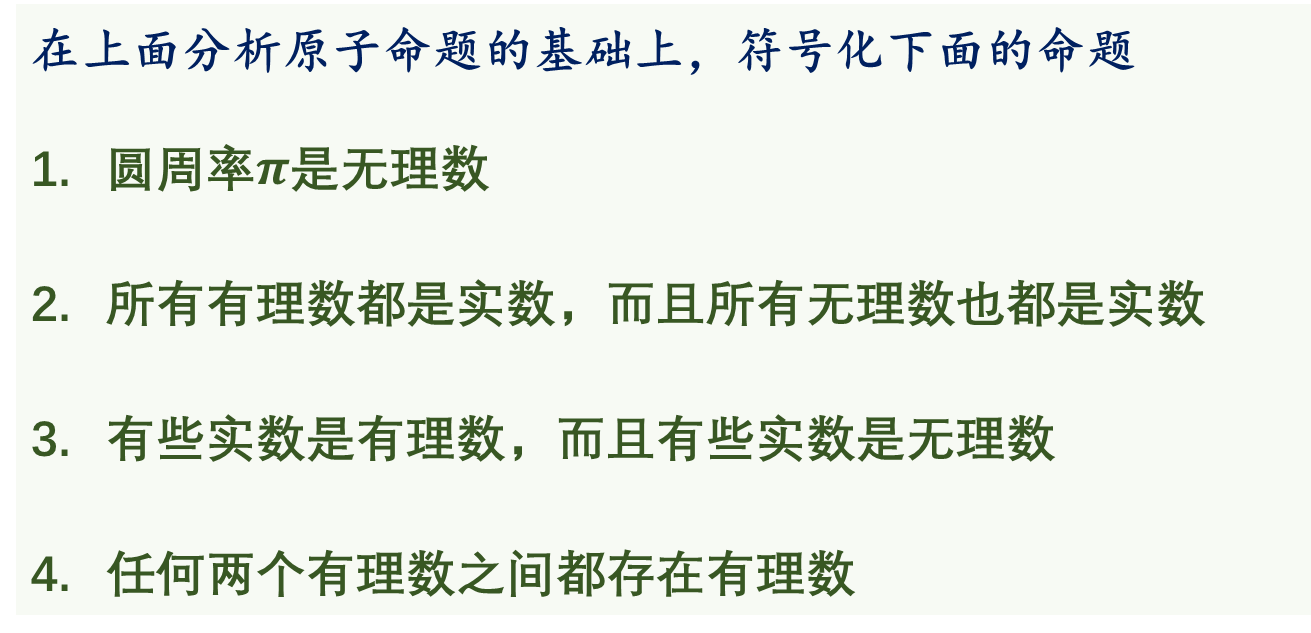 在上面分析原子命题的基础上，符号化下面的命题
1. 圆周率π是无理数
2. 所有有理数都是实数，而且所有无理数也都是实数
3. 有些实数是有理数，而且有些实数是无理数
4. 任何两个有理数之间都存在有理数